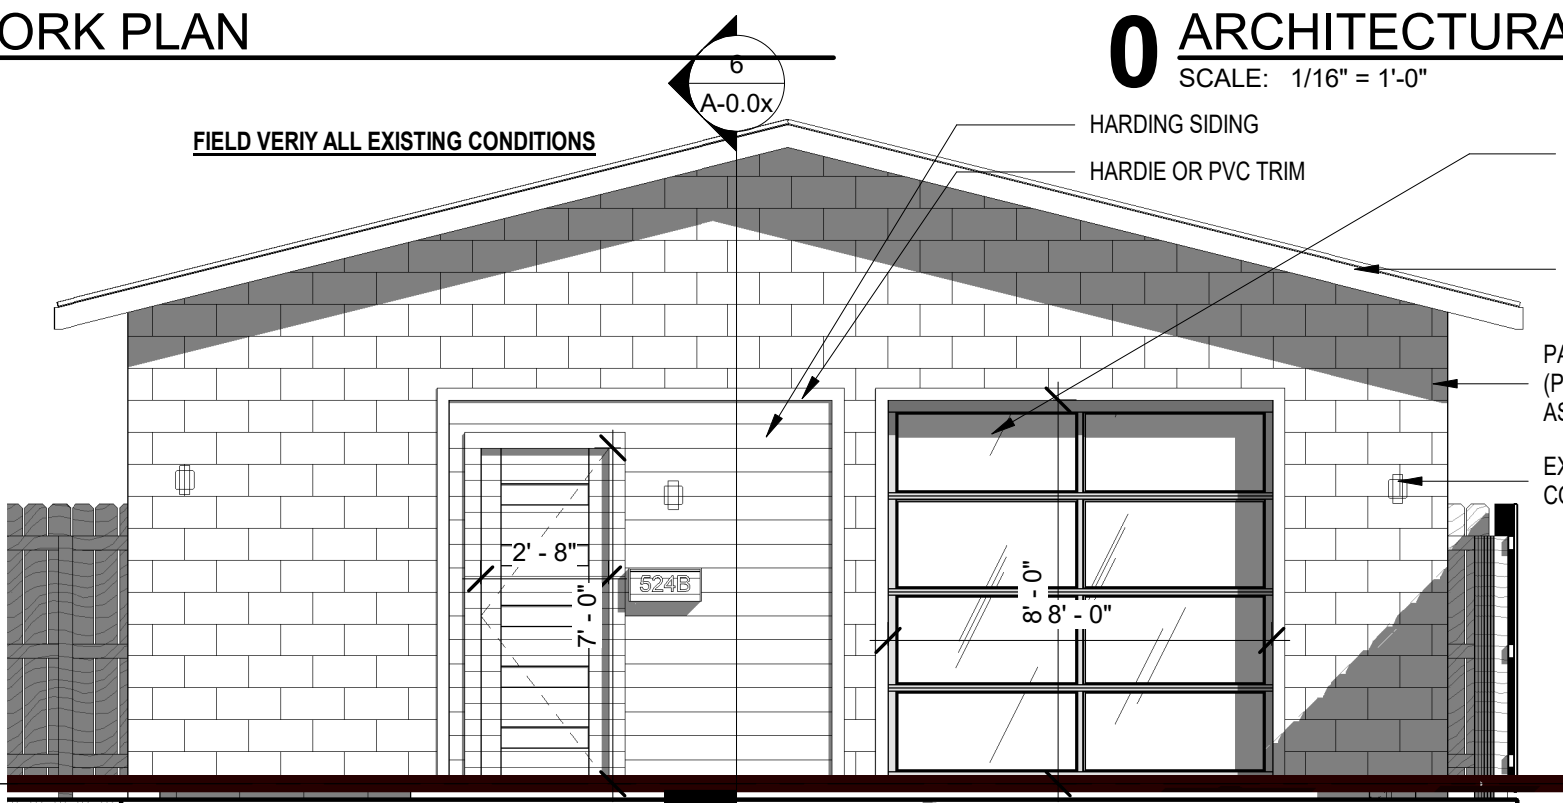 ORK PLAN
0 ARCHITECTURA
SCALE: 1/16" = 1'-0"
6
A-0.0x
FIELD VERIY ALL EXISTING CONDITIONS
HARDING SIDING
HARDIE OR PVC TRIM
PA
(P
AS
EX
CO
2' - 8"
7' - 0"
524B
8' - 0"
8' - 0"